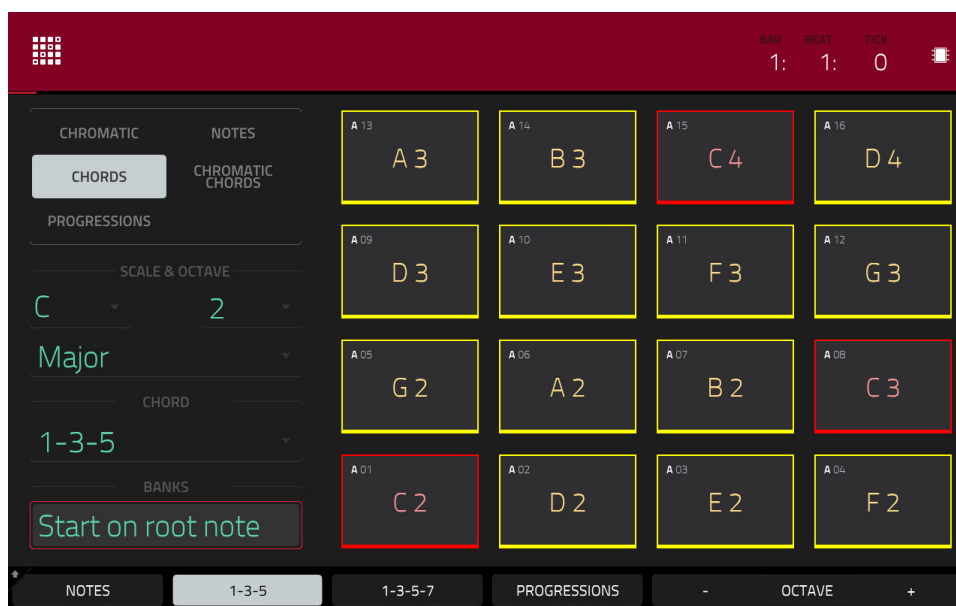 BAR BEAT TICK
1: 1: 0
CHROMATIC NOTES
CHORDS CHROMATIC CHORDS
PROGRESSIONS
SCALE & OCTAVE
C 2
Major
CHORD
1-3-5
BANKS
Start on root note
A 13 A 14 A 15 A 16
A 3 B 3 C 4 D 4
A 09 A 10 A 11 A 12
D 3 E 3 F 3 G 3
A 05 A 06 A 07 A 08
G 2 A 2 B 2 C 3
A 01 A 02 A 03 A 04
C 2 D 2 E 2 F 2
NOTES 1-3-5 1-3-5-7 PROGRESSIONS - OCTAVE +